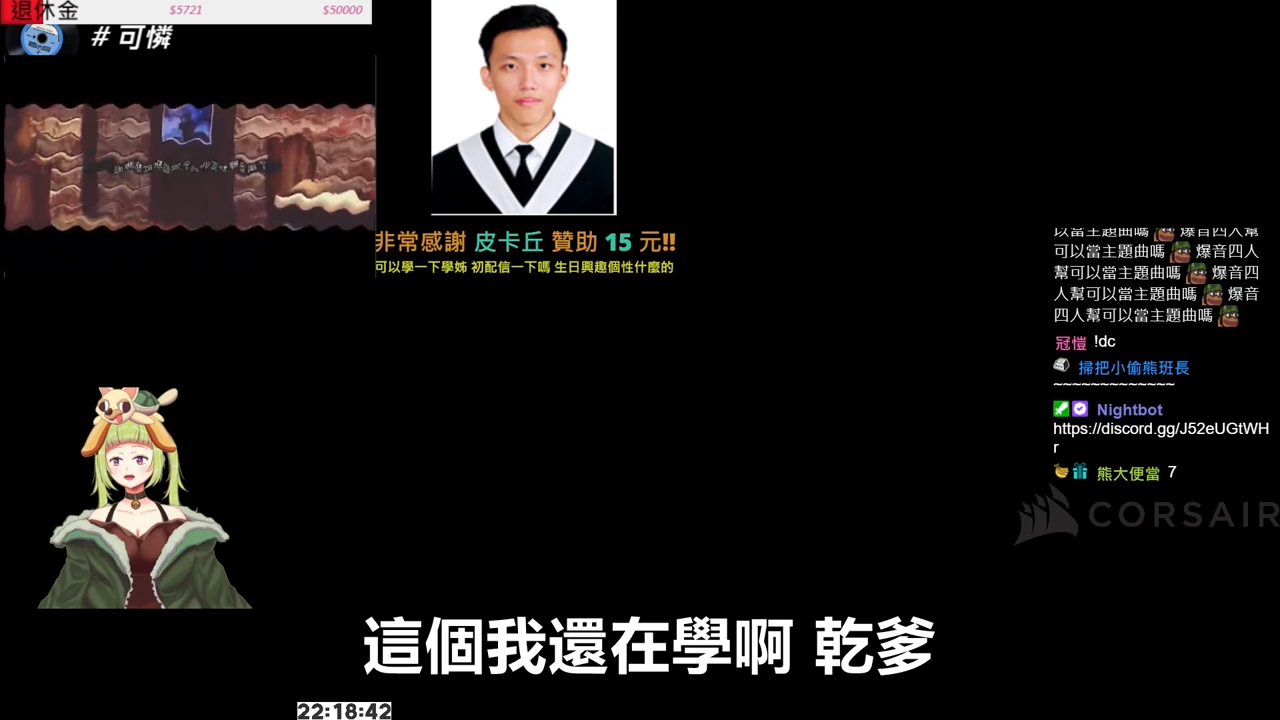 退休金 $5721 $50000
# 可憐
非常感謝 皮卡丘 贊助 15 元!!
可以學一下學姊 初配信一下嗎 生日興趣個性什麼的
以當主題曲嗎 爆音四人幫
可以當主題曲嗎 爆音四人
幫可以當主題曲嗎 爆音四
人幫可以當主題曲嗎 爆音
四人幫可以當主題曲嗎
冠愷 !dc
掃把小偷熊班長
~~~~~~~~~~~~~
Nightbot
https://discord.gg/J52eUGtWH
r
熊大便當 7
CORSAIR
這個我還在學啊 乾爹
22:18:42